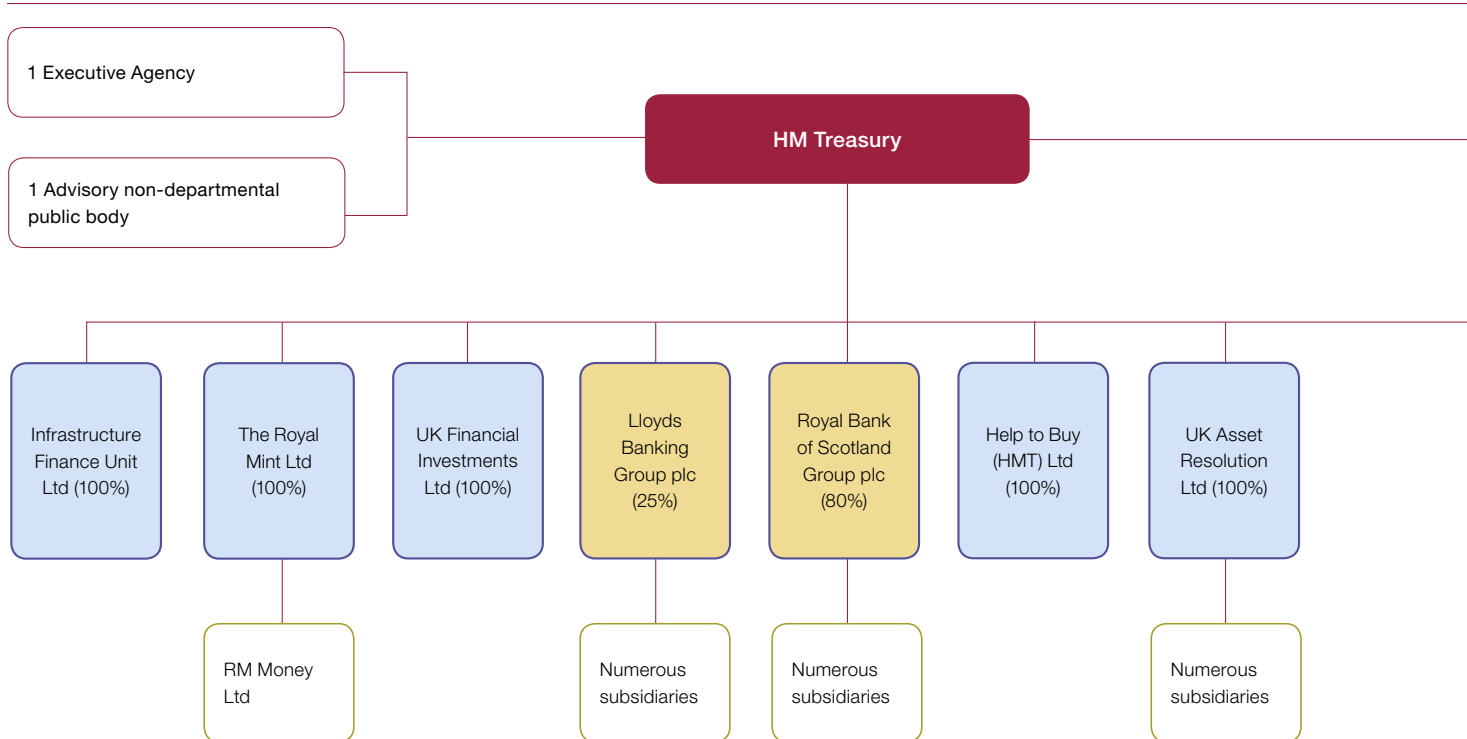 1 Executive Agency
HM Treasury
1 Advisory non-departmental
public body
Infrastructure
Finance Unit
Ltd (100%)
The Royal
Mint Ltd
(100%)
UK Financial
Investments
Ltd (100%)
Lloyds
Banking
Group plc
(25%)
Royal Bank
of Scotland
Group plc
(80%)
Help to Buy
(HMT) Ltd
(100%)
UK Asset
Resolution
Ltd (100%)
RM Money
Ltd
Numerous
subsidiaries
Numerous
subsidiaries
Numerous
subsidiaries